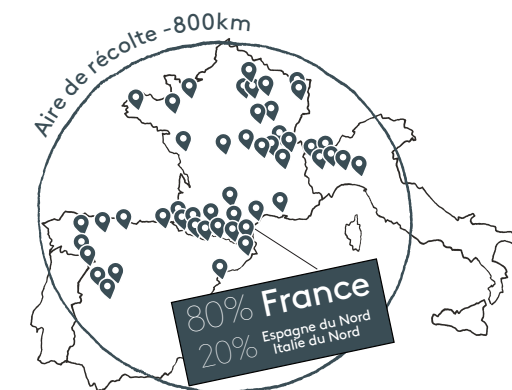 Aire de récolte -800km
80% France
20% Espagne du Nord
Italie du Nord